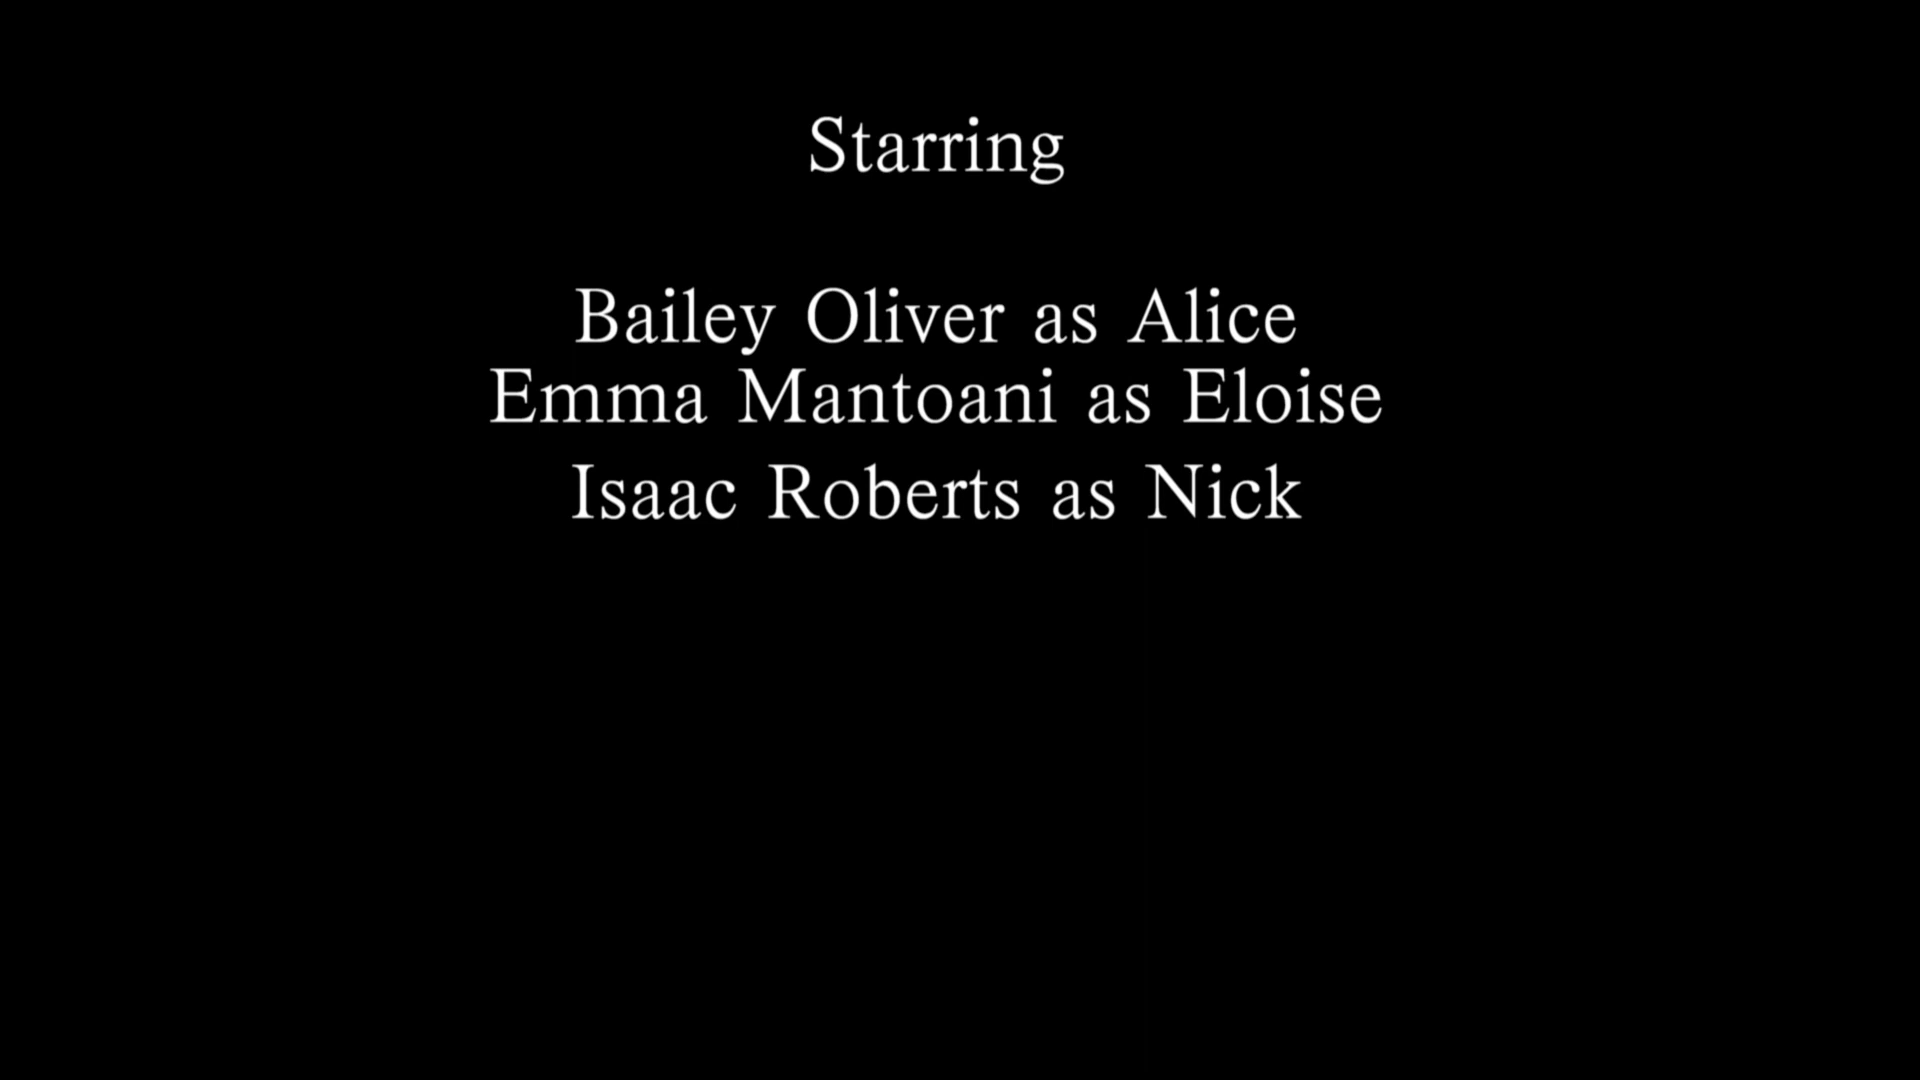 Starring
Bailey Oliver as Alice
Emma Mantoani as Eloise
Isaac Roberts as Nick